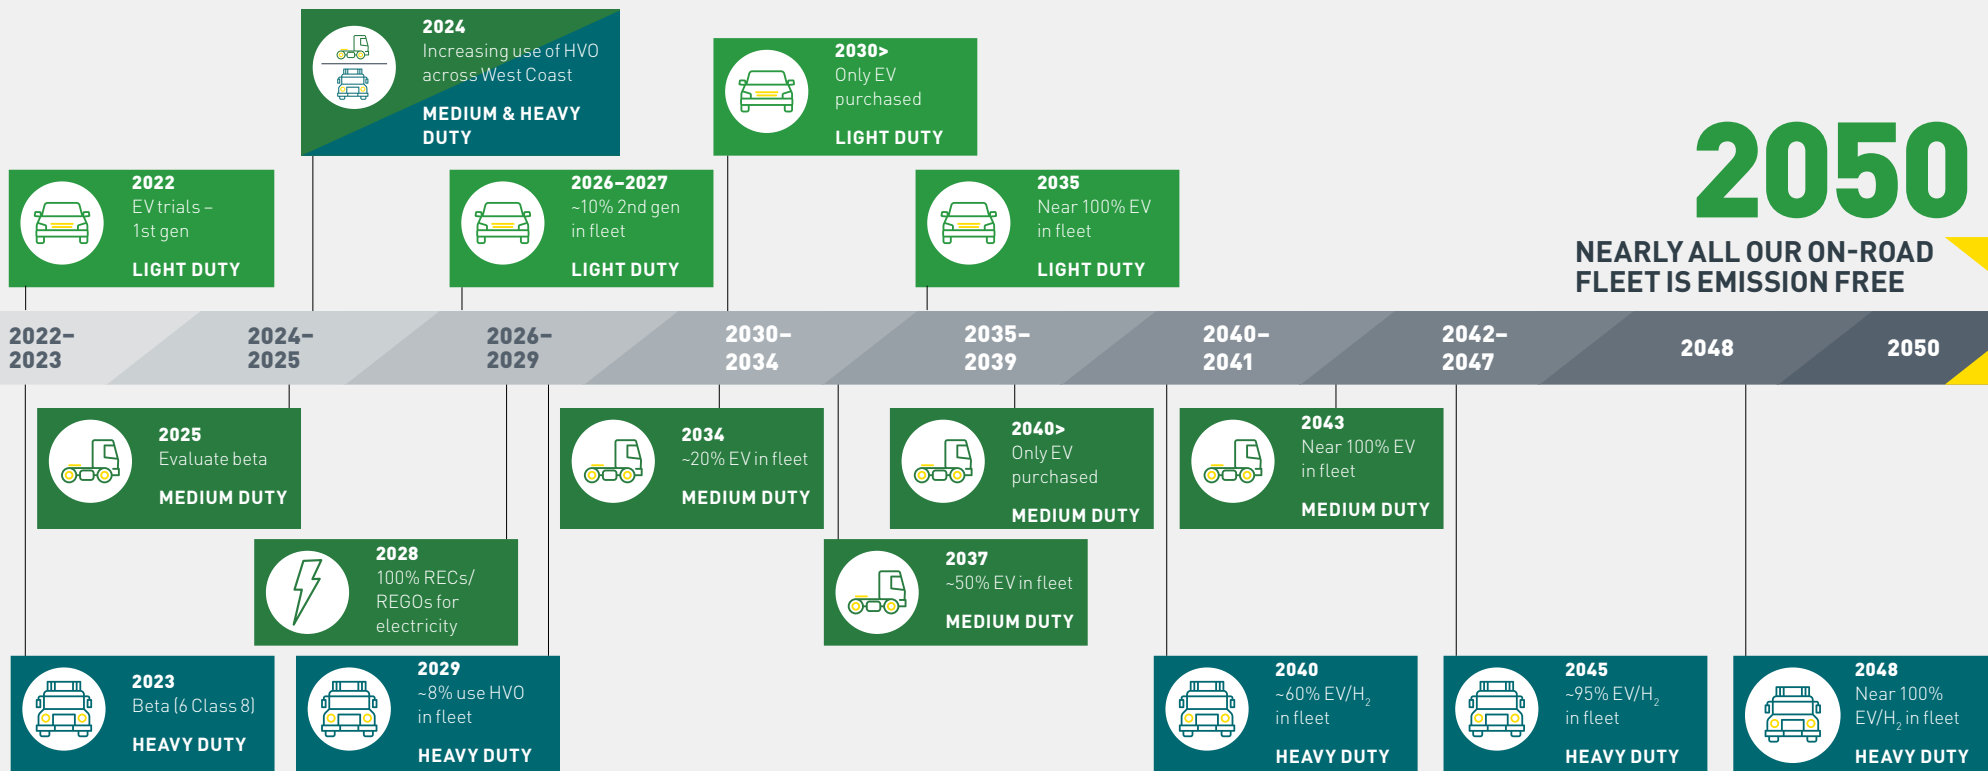 2024
Increasing use of HVO
across West Coast
MEDIUM & HEAVY
DUTY
2030>
Only EV
purchased
LIGHT DUTY
2022
EV trials –
1st gen
LIGHT DUTY
2026–2027
~10% 2nd gen
in fleet
LIGHT DUTY
2035
Near 100% EV
in fleet
LIGHT DUTY
2050
NEARLY ALL OUR ON-ROAD
FLEET IS EMISSION FREE
2022–
2023
2024–
2025
2026–
2029
2030–
2034
2035–
2039
2040–
2041
2042–
2047
2048
2050
2025
Evaluate beta
MEDIUM DUTY
2034
~20% EV in fleet
MEDIUM DUTY
2040>
Only EV
purchased
MEDIUM DUTY
2043
Near 100% EV
in fleet
MEDIUM DUTY
2028
100% RECs/
REGOs for
electricity
2037
~50% EV in fleet
MEDIUM DUTY
2023
Beta (6 Class 8)
HEAVY DUTY
2029
~8% use HVO
in fleet
HEAVY DUTY
2040
~60% EV/H₂
in fleet
HEAVY DUTY
2045
~95% EV/H₂
in fleet
HEAVY DUTY
2048
Near 100%
EV/H₂ in fleet
HEAVY DUTY